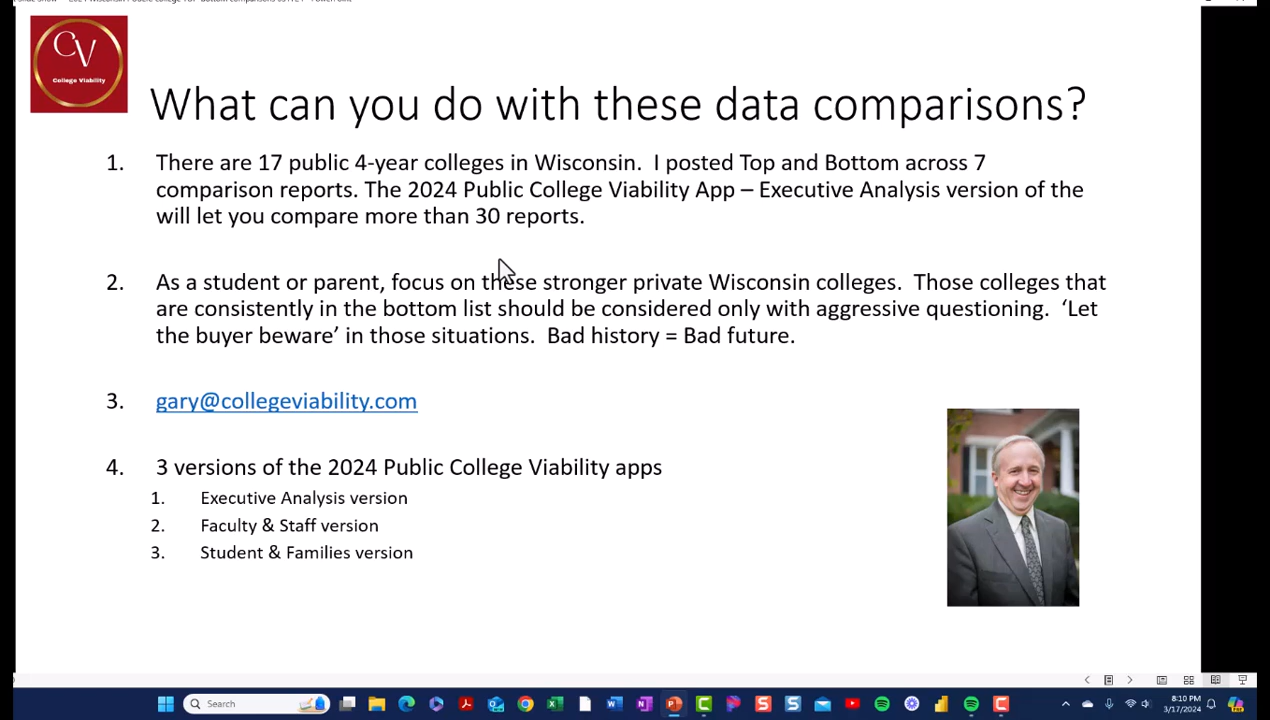 CV
College Viability
What can you do with these data comparisons?
1. There are 17 public 4-year colleges in Wisconsin. I posted Top and Bottom across 7
comparison reports. The 2024 Public College Viability App – Executive Analysis version of the
will let you compare more than 30 reports.
2. As a student or parent, focus on these stronger private Wisconsin colleges. Those colleges that
are consistently in the bottom list should be considered only with aggressive questioning. ‘Let
the buyer beware’ in those situations. Bad history = Bad future.
3. gary@collegeviability.com
4. 3 versions of the 2024 Public College Viability apps
1. Executive Analysis version
2. Faculty & Staff version
3. Student & Families version
Search
8:10 PM
3/17/2024